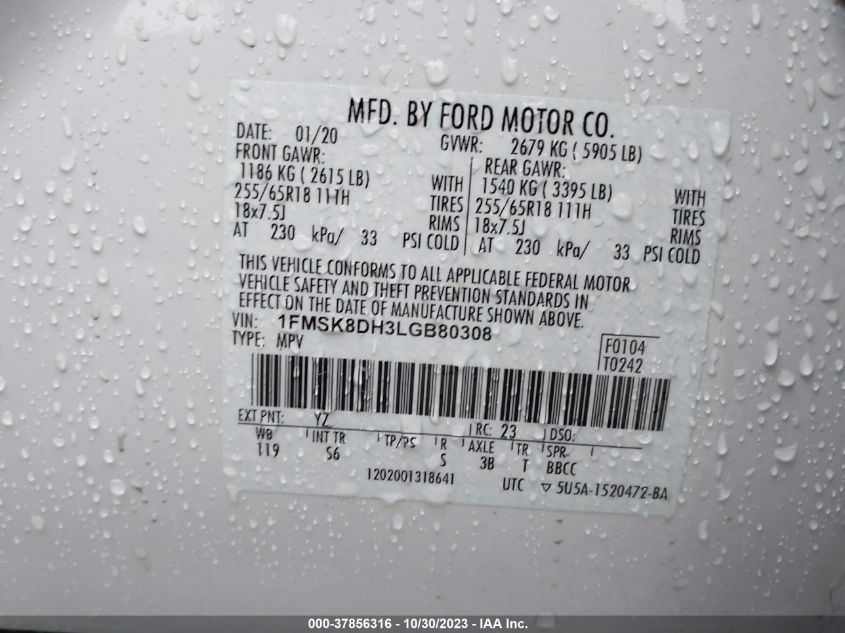 MFD. BY FORD MOTOR CO.
DATE: 01/20 GVWR: 2679 KG ( 5905 LB)
FRONT GAWR: REAR GAWR:
1186 KG ( 2615 LB) WITH 1540 KG ( 3395 LB) WITH
255/65R18 111H TIRES 255/65R18 111H TIRES
18x7.5J RIMS 18x7.5J RIMS
AT 230 kPa/ 33 PSI COLD AT 230 kPa/ 33 PSI COLD
THIS VEHICLE CONFORMS TO ALL APPLICABLE FEDERAL MOTOR
VEHICLE SAFETY AND THEFT PREVENTION STANDARDS IN
EFFECT ON THE DATE OF MANUFACTURE SHOWN ABOVE.
VIN: 1FMSK8DH3LGB80308
TYPE: MPV F0104
T0242
EXT PNT: YZ RC: 23 DSO:
WB INT TR TP/PS R AXLE TR SPR
119 S6 S 3B T BBCC
1202001318641 UTC ▽ 5U5A-1520472-BA
000-37856316 • 10/30/2023 - IAA Inc.